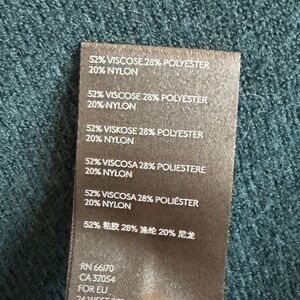 52% VISCOSE 28% POLYESTER
20% NYLON
52% VISCOSE 28% POLYESTER
20% NYLON
52% VISKOSE 28% POLYESTER
20% NYLON
52% VISCOSA 28% POLIESTERE
20% NYLON
52% VISCOSA 28% POLIÉSTER
20% NYLON
52% 粘胶 28% 涤纶 20% 尼龙
RN 66170
CA 32054
FOR EU